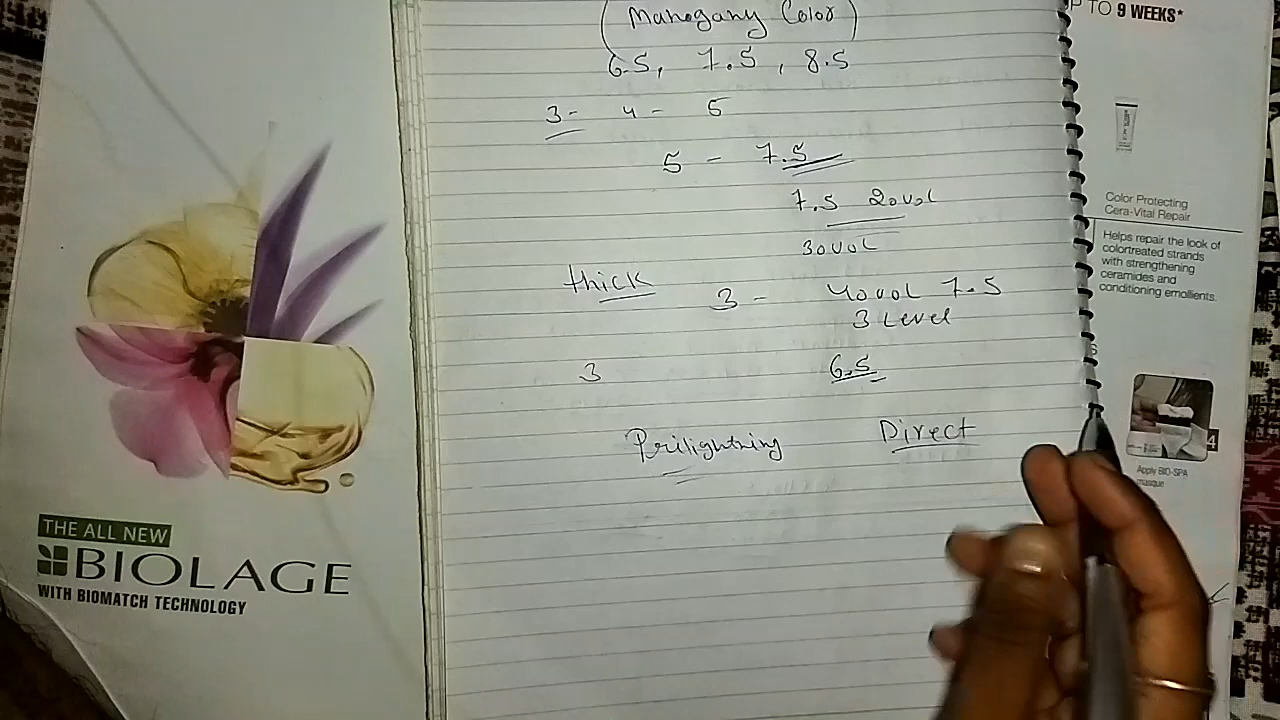 (Mahogany Color)
6.5, 7.5, 8.5
3- 4- 5
5 - 7.5
7.5 20vol
30vol
thick
3 - 40vol 7.5
3 Level
3 6.5
Prilightning Direct
THE ALL NEW
BIOLAGE
WITH BIOMATCH TECHNOLOGY
P TO 9 WEEKS*
Color Protecting
Cera-Vital Repair
Helps repair the look of
colortreated strands
with strengthening
ceramides and
conditioning emollients.
4
Apply BIO-SPA
masque